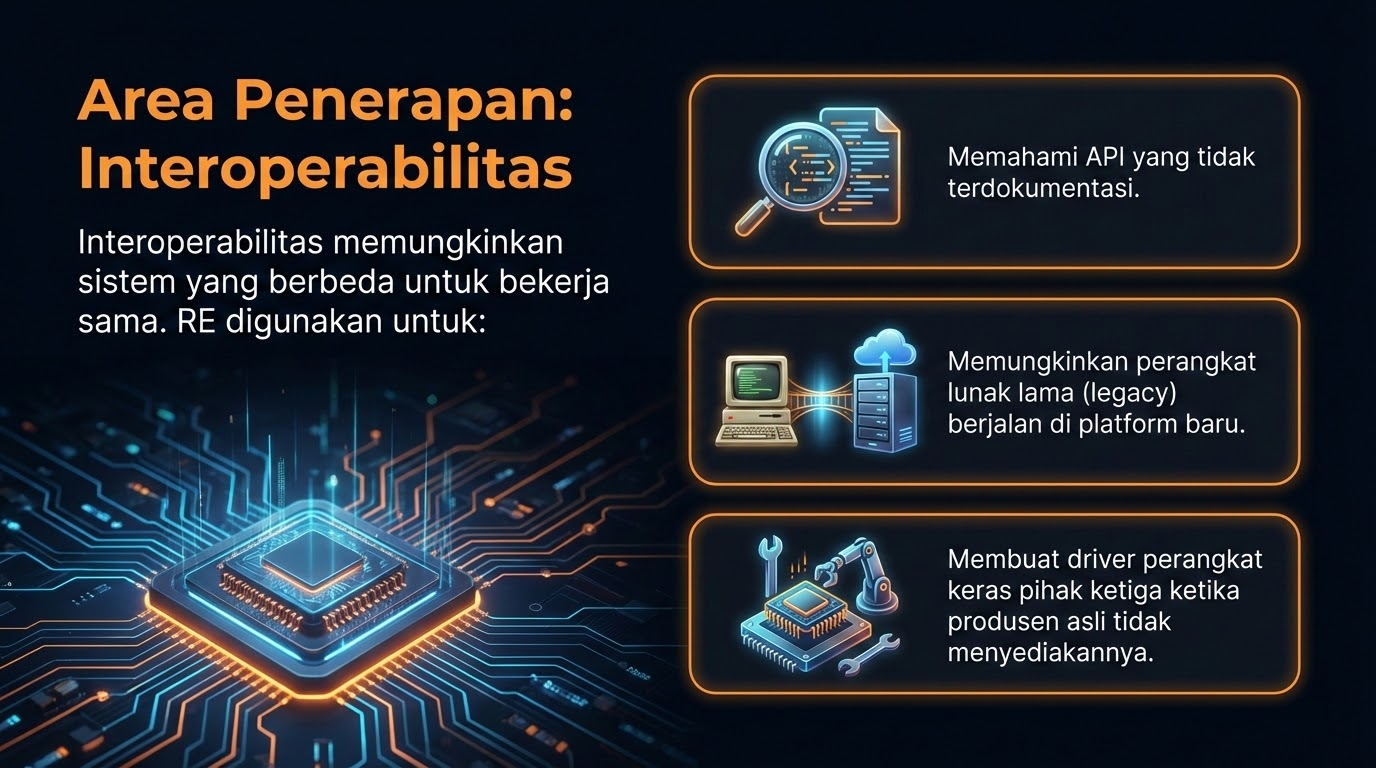 Area Penerapan:
Interoperabilitas
Interoperabilitas memungkinkan
sistem yang berbeda untuk bekerja
sama. RE digunakan untuk:
Memahami API yang tidak
terdokumentasi.
Memungkinkan perangkat
lunak lama (legacy)
berjalan di platform baru.
Membuat driver perangkat
keras pihak ketiga ketika
produsen asli tidak
menyediakannya.